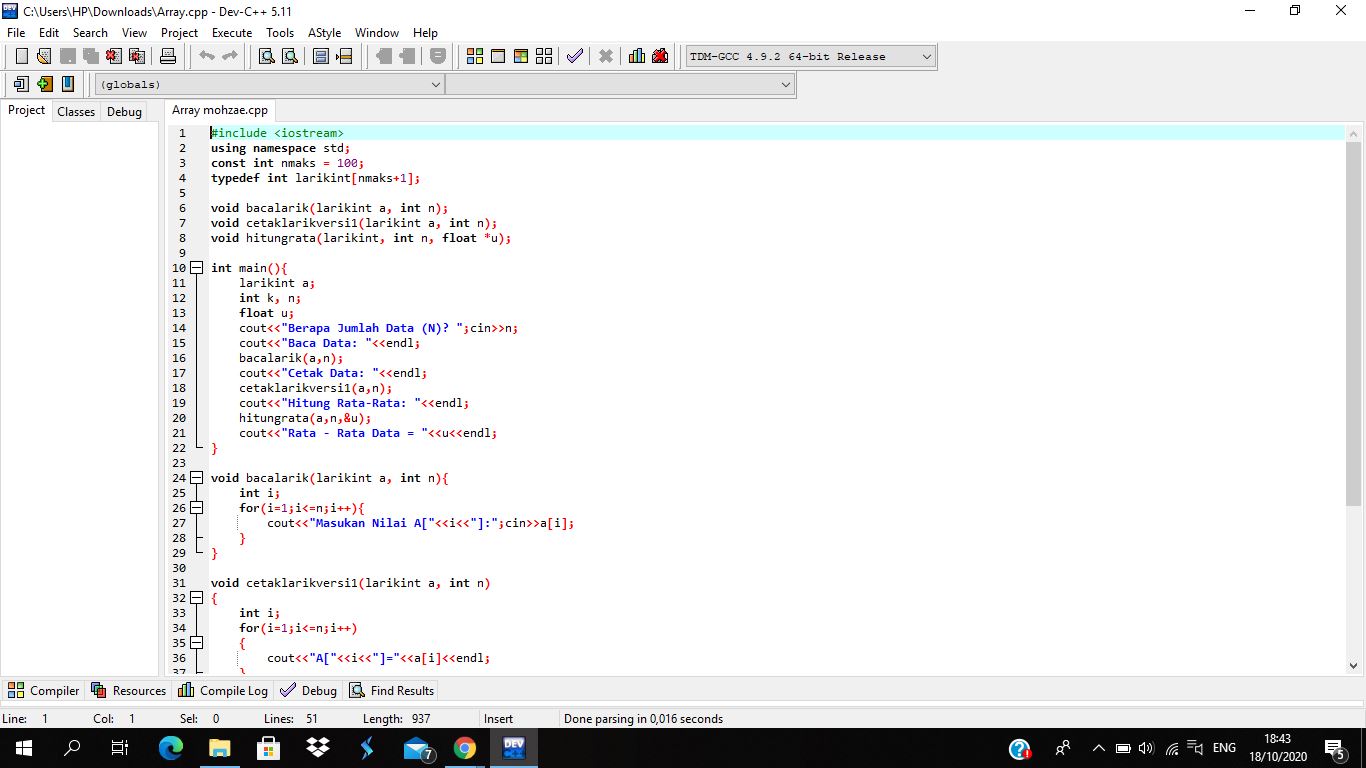 C:\Users\HP\Downloads\Array.cpp - Dev-C++ 5.11
File Edit Search View Project Execute Tools AStyle Window Help
TDM-GCC 4.9.2 64-bit Release
(globals)
Project Classes Debug Array mohzae.cpp
1 #include <iostream>
2 using namespace std;
3 const int nmaks = 100;
4 typedef int larikint[nmaks+1];
5
6 void bacalarik(larikint a, int n);
7 void cetaklarikversi1(larikint a, int n);
8 void hitungrata(larikint, int n, float *u);
9
10 int main(){
11 larikint a;
12 int k, n;
13 float u;
14 cout<<"Berapa Jumlah Data (N)? ";cin>>n;
15 cout<<"Baca Data: "<<endl;
16 bacalarik(a,n);
17 cout<<"Cetak Data: "<<endl;
18 cetaklarikversi1(a,n);
19 cout<<"Hitung Rata-Rata: "<<endl;
20 hitungrata(a,n,&u);
21 cout<<"Rata - Rata Data = "<<u<<endl;
22 }
23
24 void bacalarik(larikint a, int n){
25 int i;
26 for(i=1;i<=n;i++){
27 cout<<"Masukan Nilai A["<<i<<"]:";cin>>a[i];
28 }
29 }
30
31 void cetaklarikversi1(larikint a, int n)
32 {
33 int i;
34 for(i=1;i<=n;i++)
35 {
36 cout<<"A["<<i<<"]="<<a[i]<<endl;
37 }
Compiler Resources Compile Log Debug Find Results
Line: 1 Col: 1 Sel: 0 Lines: 51 Length: 937 Insert Done parsing in 0,016 seconds
7 DEV ENG 18:43
18/10/2020 5